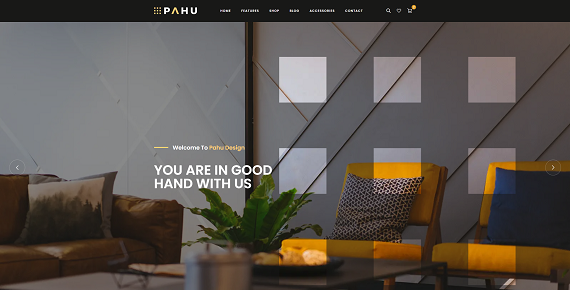 PAHU
HOME FEATURES SHOP BLOG ACCESSORIES CONTACT
Welcome To Pahu Design
YOU ARE IN GOOD
HAND WITH US